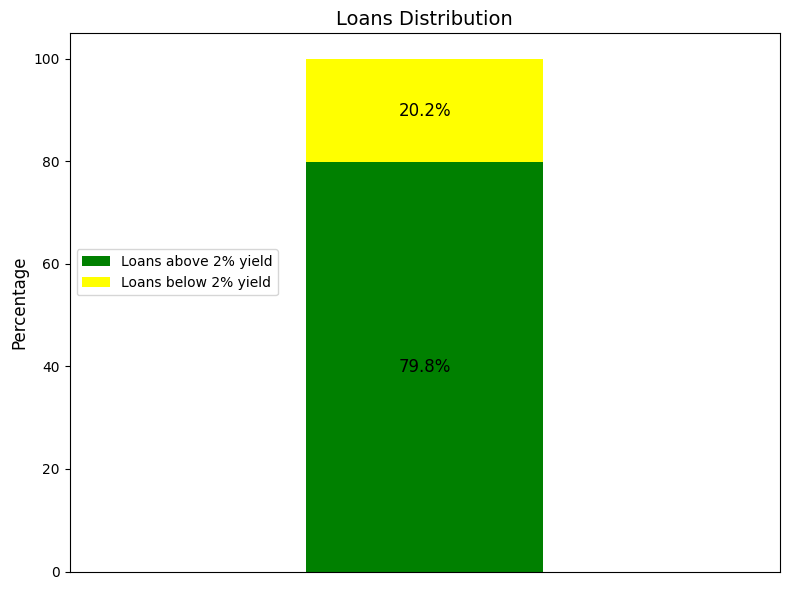 Loans Distribution
100
20.2%
80
Loans above 2% yield
60
Loans below 2% yield
Percentage
79.8%
40
20
0